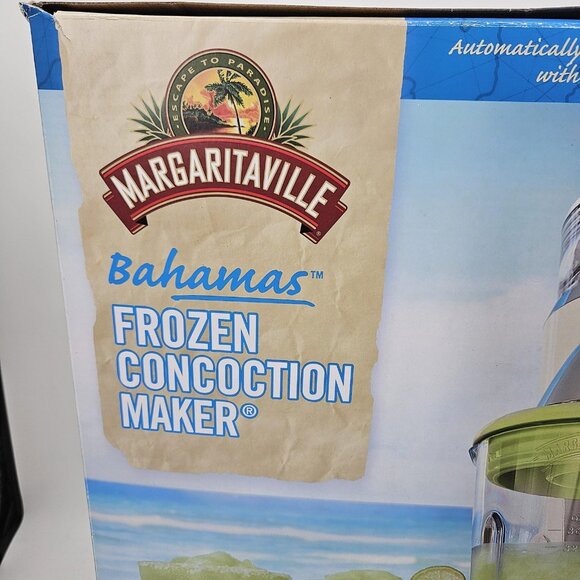 Automatically
with
ESCAPE TO PARADISE
MARGARITAVILLE
Bahamas™
FROZEN
CONCOCTION
MAKER®